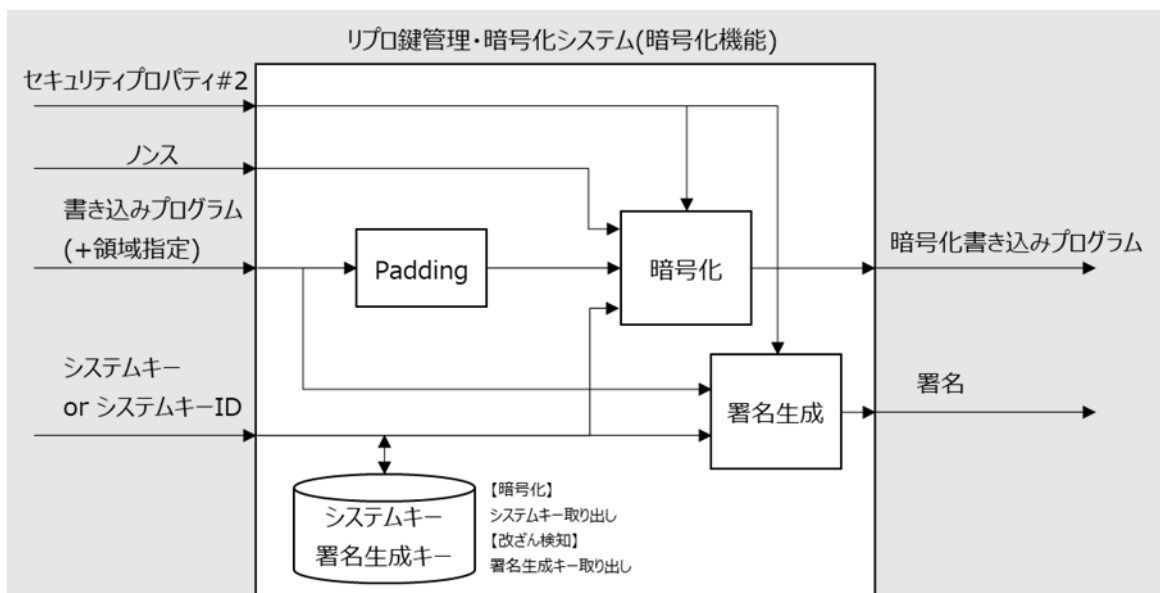 リプロ鍵管理・暗号化システム(暗号化機能)
セキュリティプロパティ#2
ノンス
書き込みプログラム
(+領域指定)
Padding
暗号化
暗号化書き込みプログラム
システムキー
or システムキーID
署名生成
署名
システムキー
署名生成キー
【暗号化】
システムキー取り出し
【改ざん検知】
署名生成キー取り出し